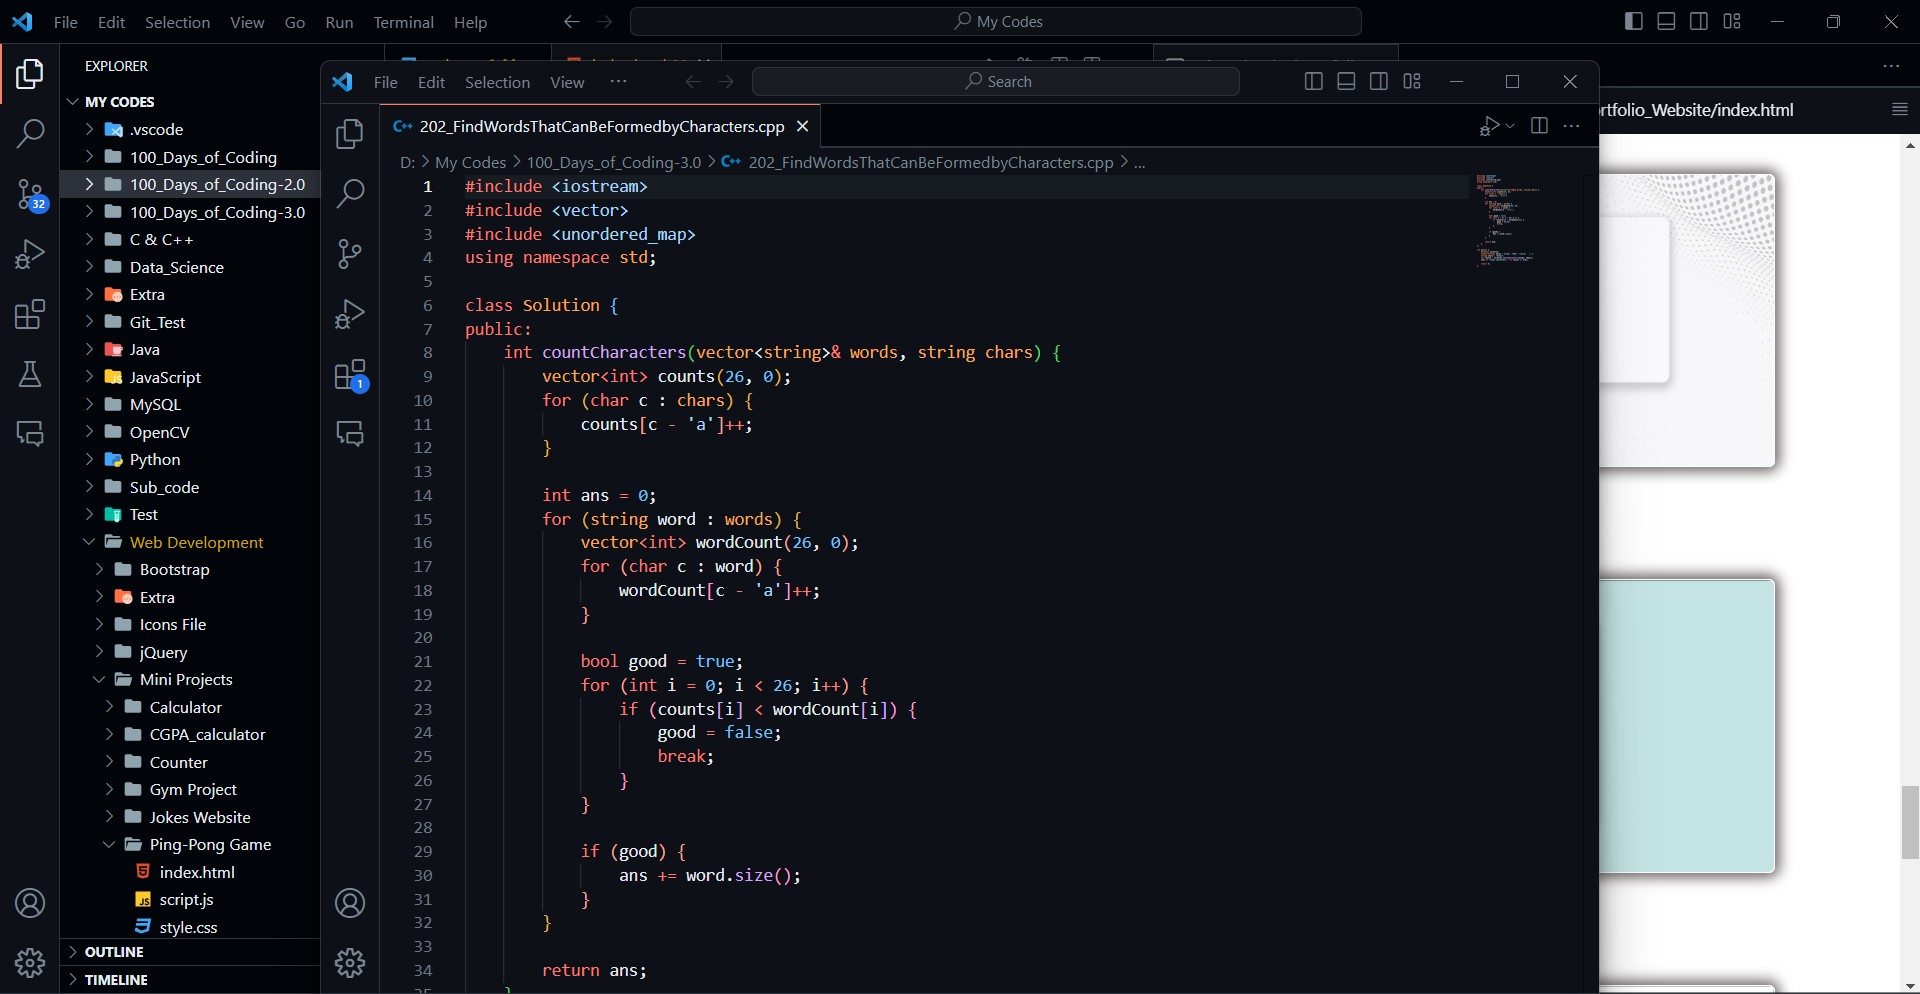 File Edit Selection View Go Run Terminal Help
My Codes
EXPLORER
MY CODES
.vscode
100_Days_of_Coding
100_Days_of_Coding-2.0
100_Days_of_Coding-3.0
C & C++
Data_Science
Extra
Git_Test
Java
JavaScript
MySQL
OpenCV
Python
Sub_code
Test
Web Development
Bootstrap
Extra
Icons File
jQuery
Mini Projects
Calculator
CGPA_calculator
Counter
Gym Project
Jokes Website
Ping-Pong Game
index.html
JS script.js
style.css
OUTLINE
TIMELINE
32
File Edit Selection View ···
Search
1
C++ 202_FindWordsThatCanBeFormedbyCharacters.cpp
D: > My Codes > 100_Days_of_Coding-3.0 > C++ 202_FindWordsThatCanBeFormedbyCharacters.cpp > ...
1 #include <iostream>
2 #include <vector>
3 #include <unordered_map>
4 using namespace std;
5
6 class Solution {
7 public:
8 int countCharacters(vector<string>& words, string chars) {
9 vector<int> counts(26, 0);
10 for (char c : chars) {
11 counts[c - 'a']++;
12 }
13
14 int ans = 0;
15 for (string word : words) {
16 vector<int> wordCount(26, 0);
17 for (char c : word) {
18 wordCount[c - 'a']++;
19 }
20
21 bool good = true;
22 for (int i = 0; i < 26; i++) {
23 if (counts[i] < wordCount[i]) {
24 good = false;
25 break;
26 }
27 }
28
29 if (good) {
30 ans += word.size();
31 }
32 }
33
34 return ans;
rtfolio_Website/index.html